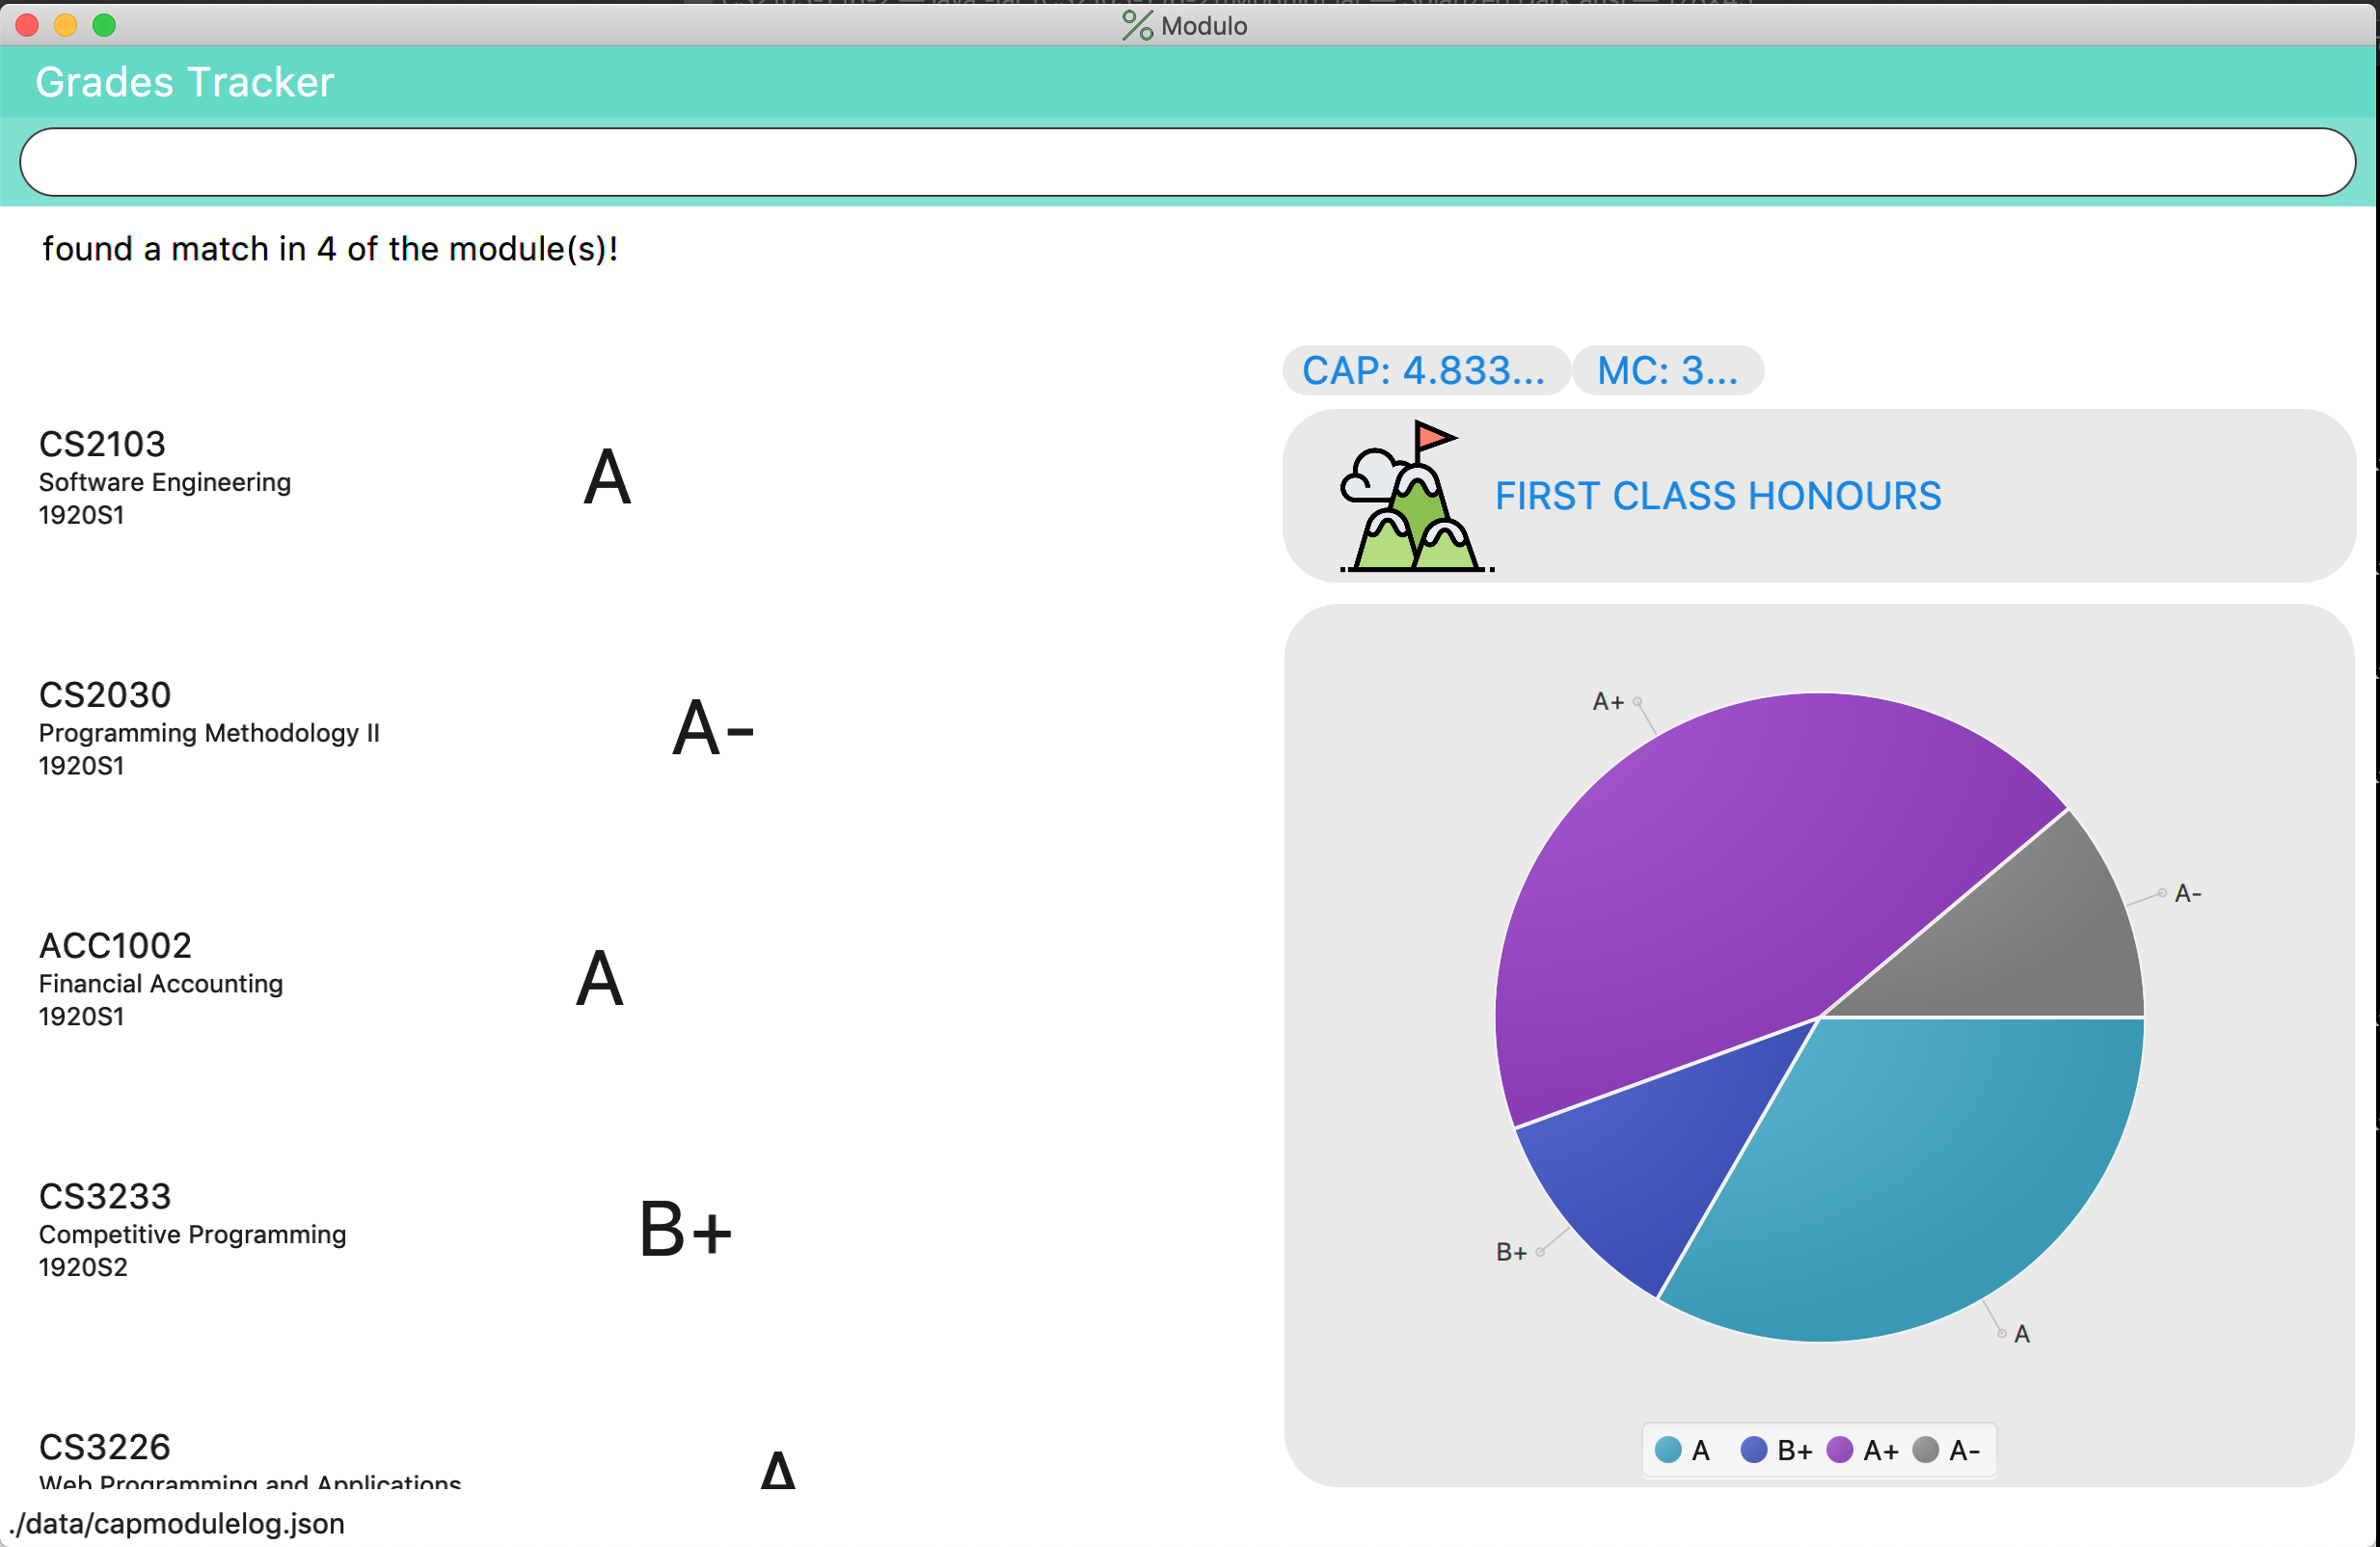 Modulo
Grades Tracker
found a match in 4 of the module(s)!
CAP: 4.833... MC: 3...
FIRST CLASS HONOURS
CS2103
Software Engineering
1920S1
A
CS2030
Programming Methodology II
1920S1
A-
ACC1002
Financial Accounting
1920S1
A
CS3233
Competitive Programming
1920S2
B+
CS3226
Web Programming and Applications
A
A+
A-
B+
A
A B+ A+ A-
./data/capmodulelog.json